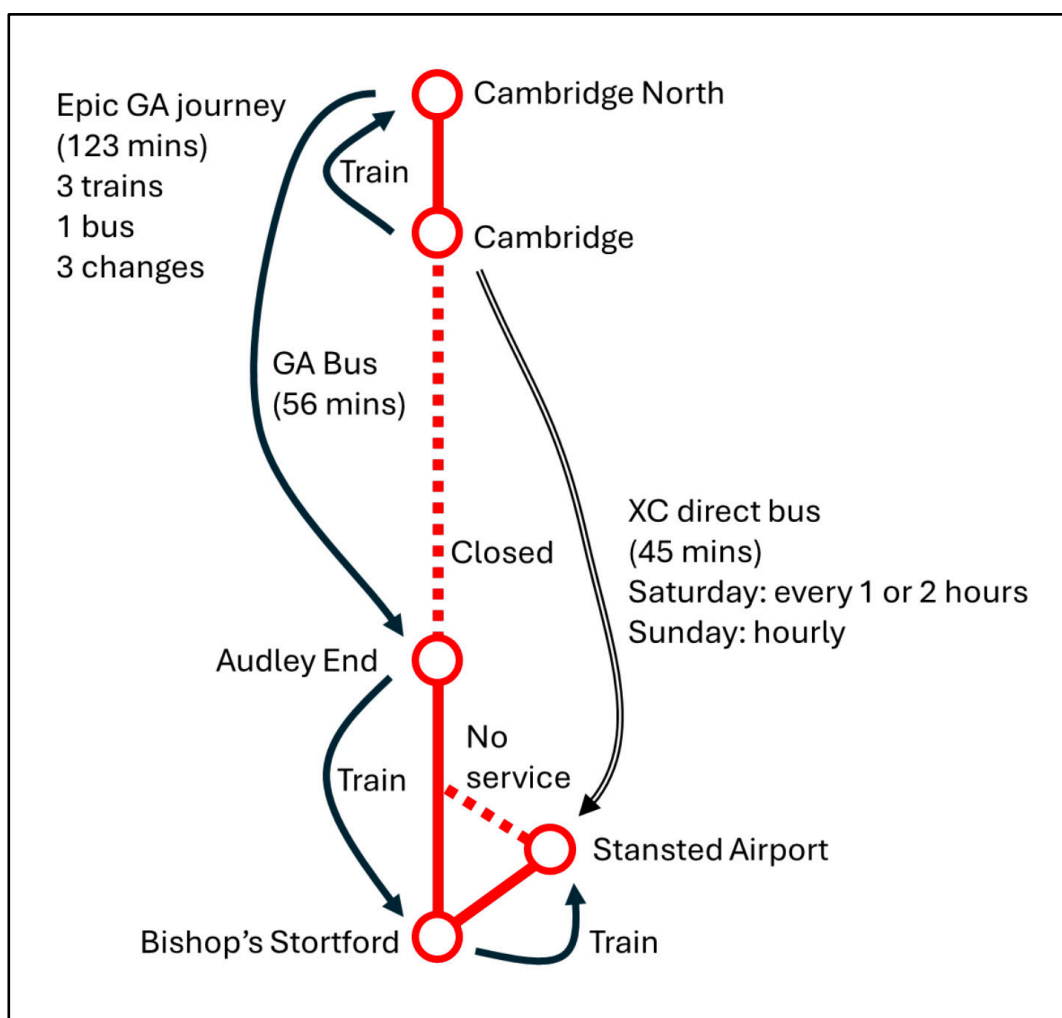 Epic GA journey
(123 mins)
3 trains
1 bus
3 changes
Cambridge North
Train
Cambridge
GA Bus
(56 mins)
XC direct bus
(45 mins)
Saturday: every 1 or 2 hours
Sunday: hourly
Closed
Audley End
No
service
Train
Stansted Airport
Bishop’s Stortford
Train